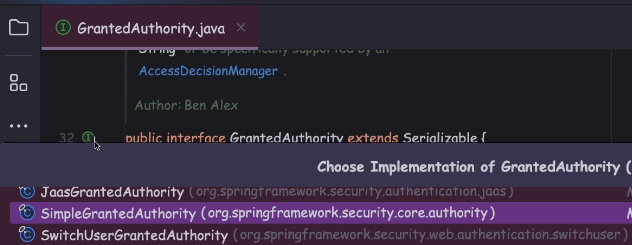 GrantedAuthority.java
String or be specifically supported by an
AccessDecisionManager .
Author: Ben Alex
32 public interface GrantedAuthority extends Serializable {
Choose Implementation of GrantedAuthority (
JaasGrantedAuthority (org.springframework.security.authentication.jaas)
SimpleGrantedAuthority (org.springframework.security.core.authority)
SwitchUserGrantedAuthority (org.springframework.security.web.authentication.switchuser)